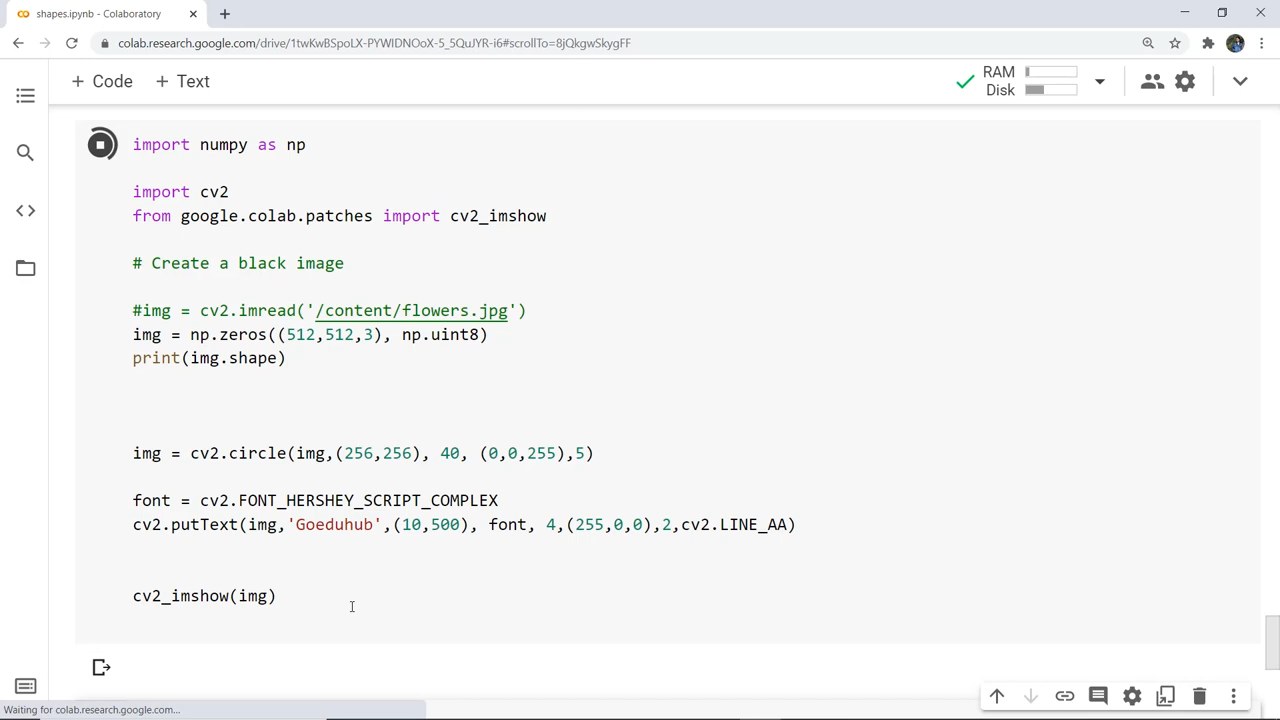 shapes.ipynb - Colaboratory
colab.research.google.com/drive/1twKwBSpoLX-PYWIDNOoX-5_5QuJYR-i6#scrollTo=8jQkgwSkygFF
+ Code + Text
RAM
Disk
import numpy as np
import cv2
from google.colab.patches import cv2_imshow
# Create a black image
#img = cv2.imread('/content/flowers.jpg')
img = np.zeros((512,512,3), np.uint8)
print(img.shape)
img = cv2.circle(img,(256,256), 40, (0,0,255),5)
font = cv2.FONT_HERSHEY_SCRIPT_COMPLEX
cv2.putText(img,'Goeduhub',(10,500), font, 4,(255,0,0),2,cv2.LINE_AA)
cv2_imshow(img)
Waiting for colab.research.google.com...